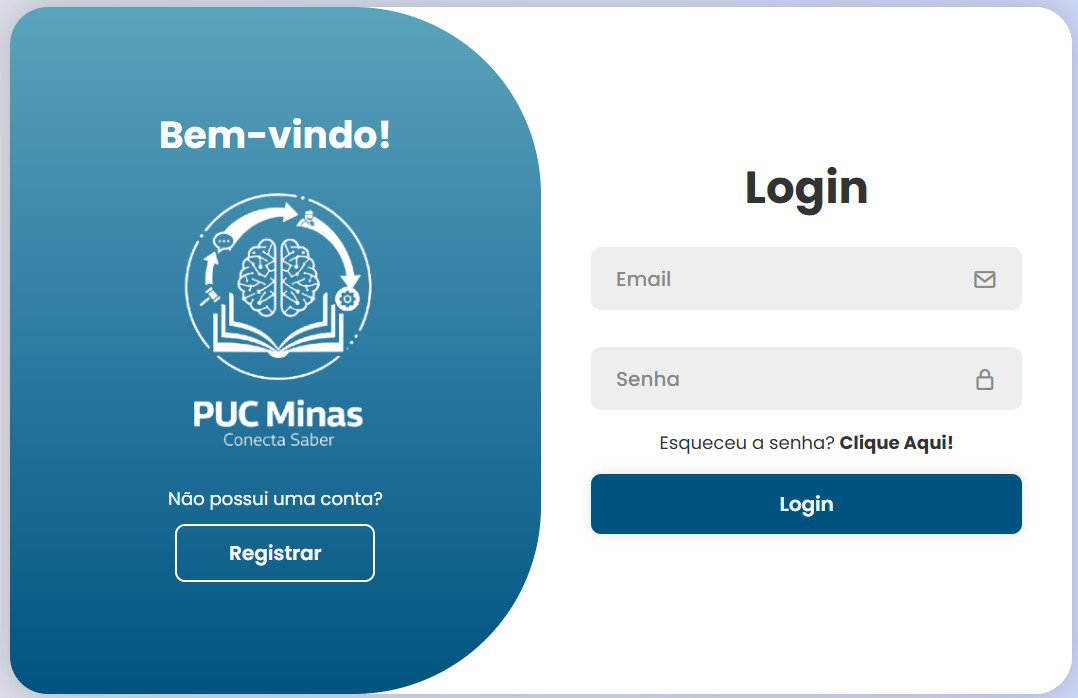 Bem-vindo!
PUC Minas
Conecta Saber
Não possui uma conta?
Registrar
Login
Email
Senha
Esqueceu a senha? Clique Aqui!
Login